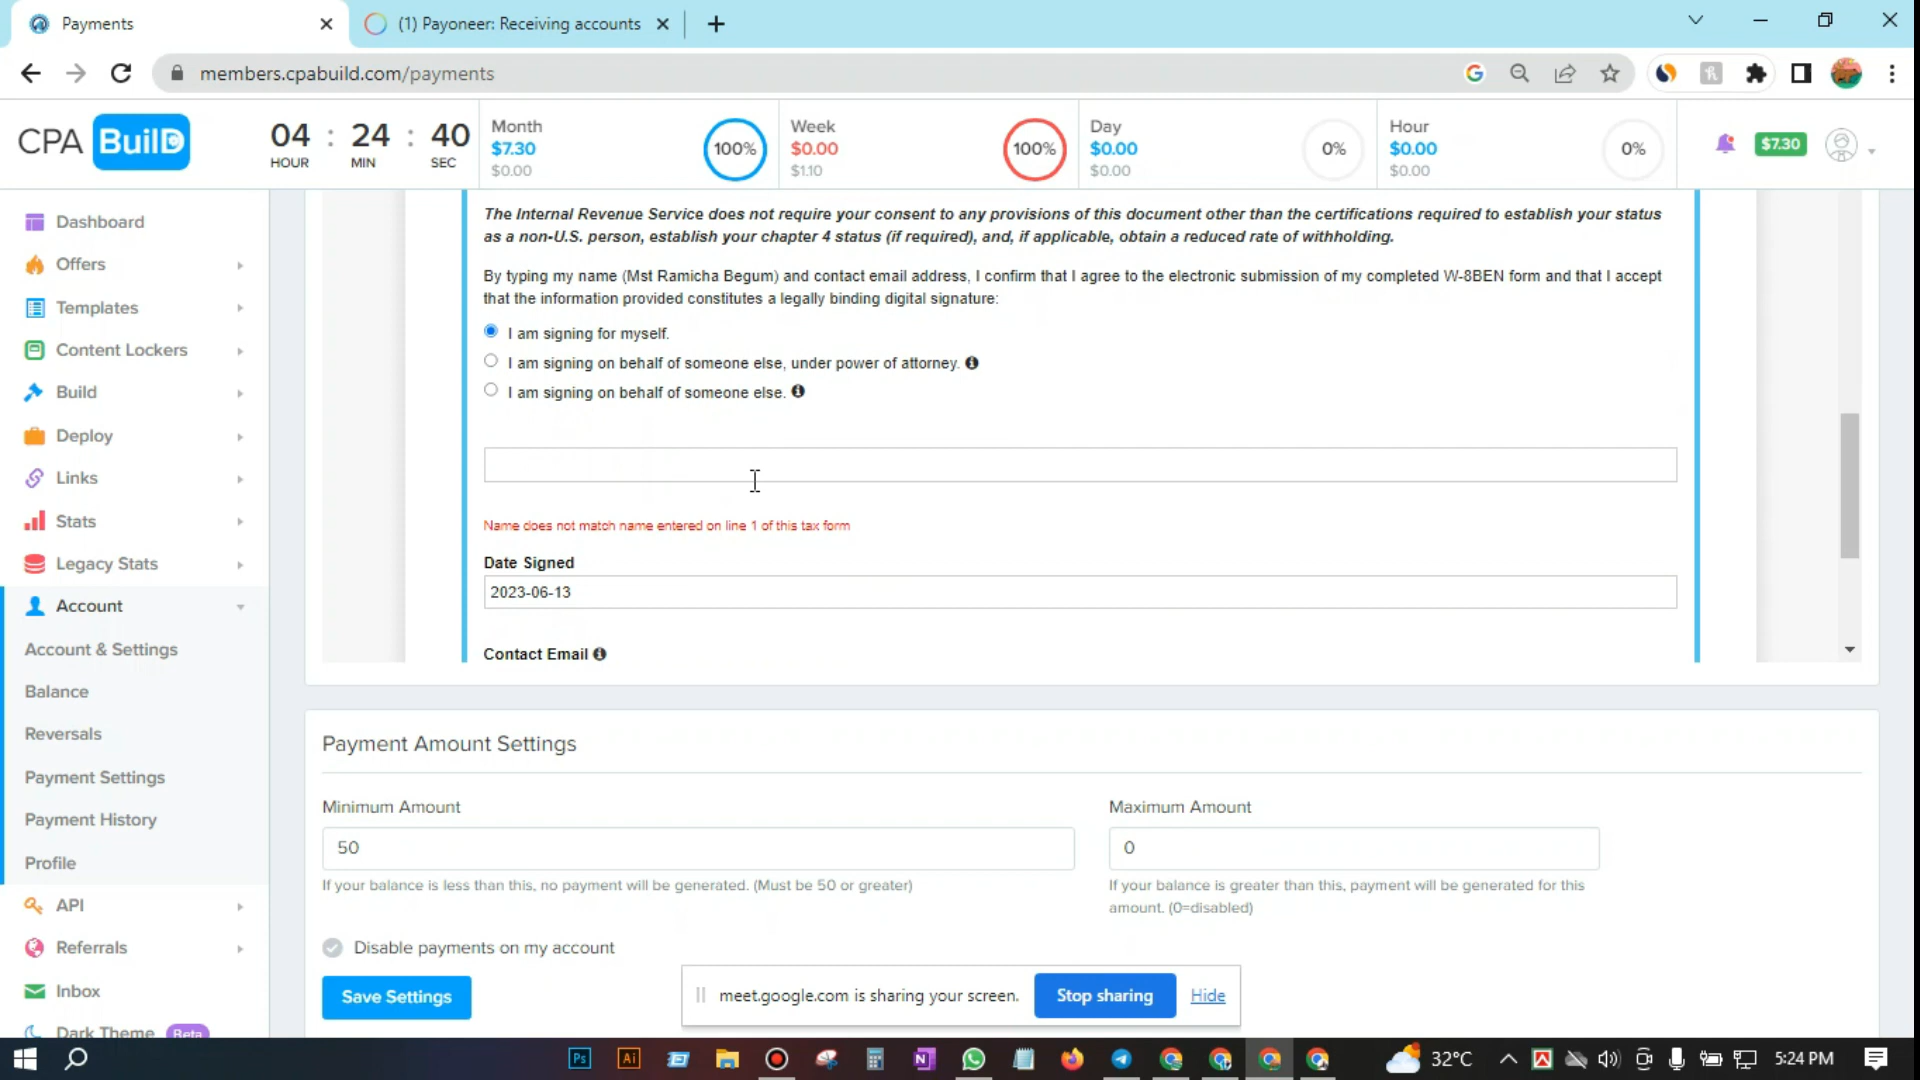 Payments
(1) Payoneer: Receiving accounts
members.cpabuild.com/payments
CPA BuilD
04 : 24 : 40
HOUR MIN SEC
Month
$7.30
$0.00
100%
Week
$0.00
$1.10
100%
Day
$0.00
$0.00
0%
Hour
$0.00
$0.00
0%
$7.30
Dashboard
Offers
Templates
Content Lockers
Build
Deploy
Links
Stats
Legacy Stats
Account
Account & Settings
Balance
Reversals
Payment Settings
Payment History
Profile
API
Referrals
Inbox
Dark Theme Beta
The Internal Revenue Service does not require your consent to any provisions of this document other than the certifications required to establish your status
as a non-U.S. person, establish your chapter 4 status (if required), and, if applicable, obtain a reduced rate of withholding.
By typing my name (Mst Ramicha Begum) and contact email address, I confirm that I agree to the electronic submission of my completed W-8BEN form and that I accept
that the information provided constitutes a legally binding digital signature:
I am signing for myself.
I am signing on behalf of someone else, under power of attorney.
I am signing on behalf of someone else.
Name does not match name entered on line 1 of this tax form
Date Signed
2023-06-13
Contact Email
Payment Amount Settings
Minimum Amount
50
If your balance is less than this, no payment will be generated. (Must be 50 or greater)
Maximum Amount
0
If your balance is greater than this, payment will be generated for this
amount. (0=disabled)
Disable payments on my account
Save Settings
meet.google.com is sharing your screen.
Stop sharing
Hide
Ps
Ai
N
32°C
5:24 PM